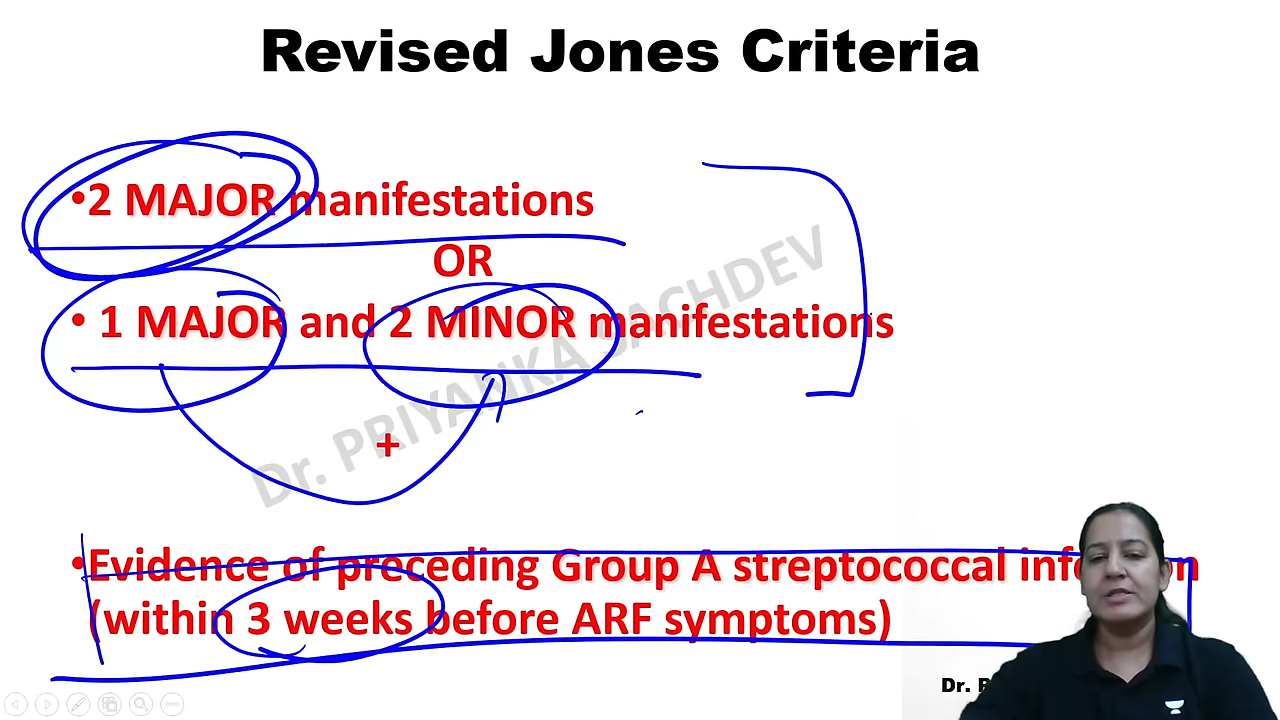 Revised Jones Criteria
•2 MAJOR manifestations
OR
• 1 MAJOR and 2 MINOR manifestations
+
•Evidence of preceding Group A streptococcal
(within 3 weeks before ARF symptoms)
Dr. PRIYANKA SACHDEV
Dr.